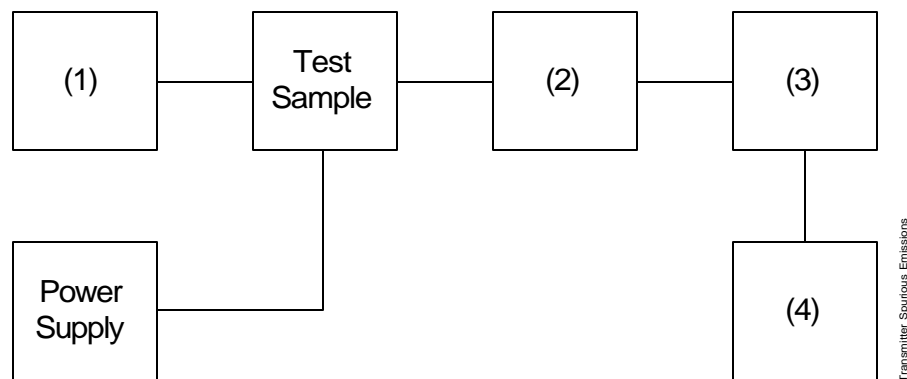 (1)
Test
Sample
(2)
(3)
Power
Supply
(4)
Transmitter Spurious Emissions